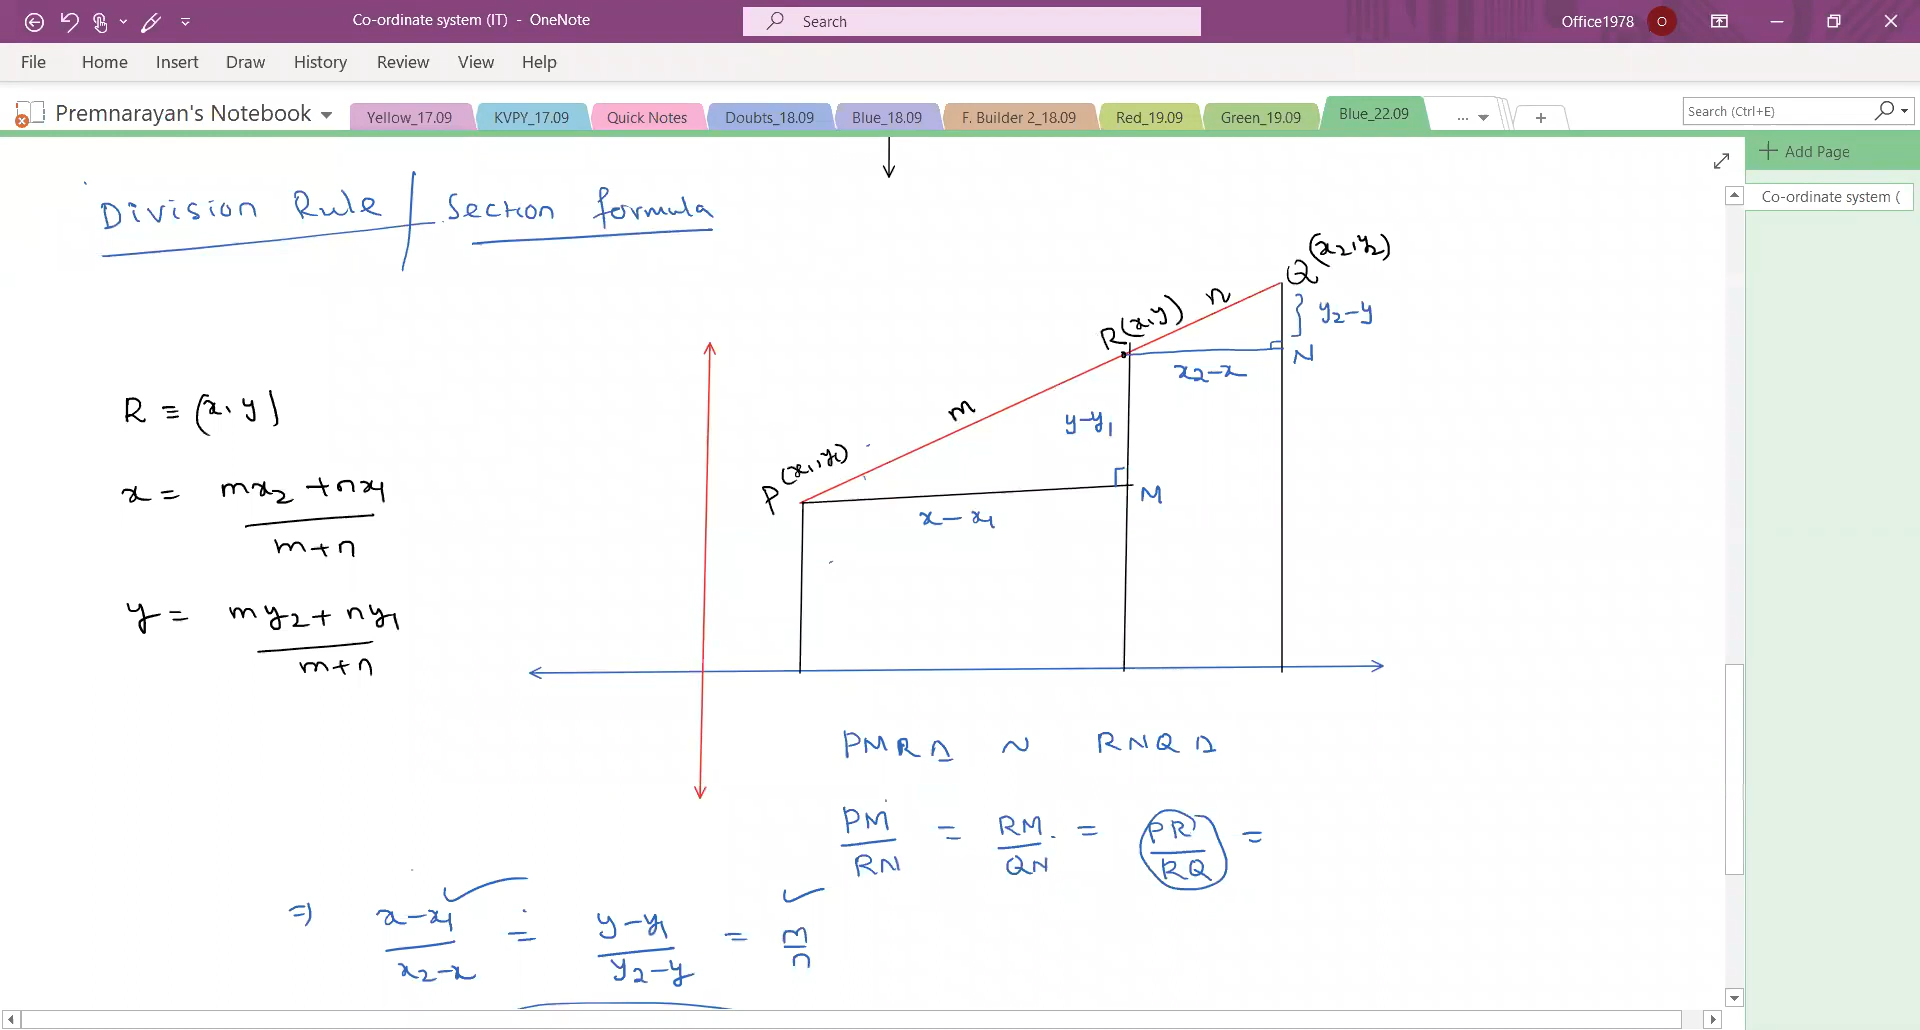 Co-ordinate system (IT) - OneNote
Search
Office1978
O
File Home Insert Draw History Review View Help
Premnarayan's Notebook
Yellow_17.09
KVPY_17.09
Quick Notes
Doubts_18.09
Blue_18.09
F. Builder 2_18.09
Red_19.09
Green_19.09
Blue_22.09
...
+
Search (Ctrl+E)
+ Add Page
Co-ordinate system (
Division Rule / Section formula
Q (x₂, y₂)
R (x, y)
n
} y₂-y
N
x₂-x
m
y-y₁
P (x₁, y₁)
M
x-x₁
R ≡ (x, y)
x = mx₂ + nx₁
m+n
y = my₂ + ny₁
m+n
PMR Δ ~ RNQ Δ
PM/RN = RM/QN = PR/RQ =
⇒ x-x₁/x₂-x = y-y₁/y₂-y = m/n